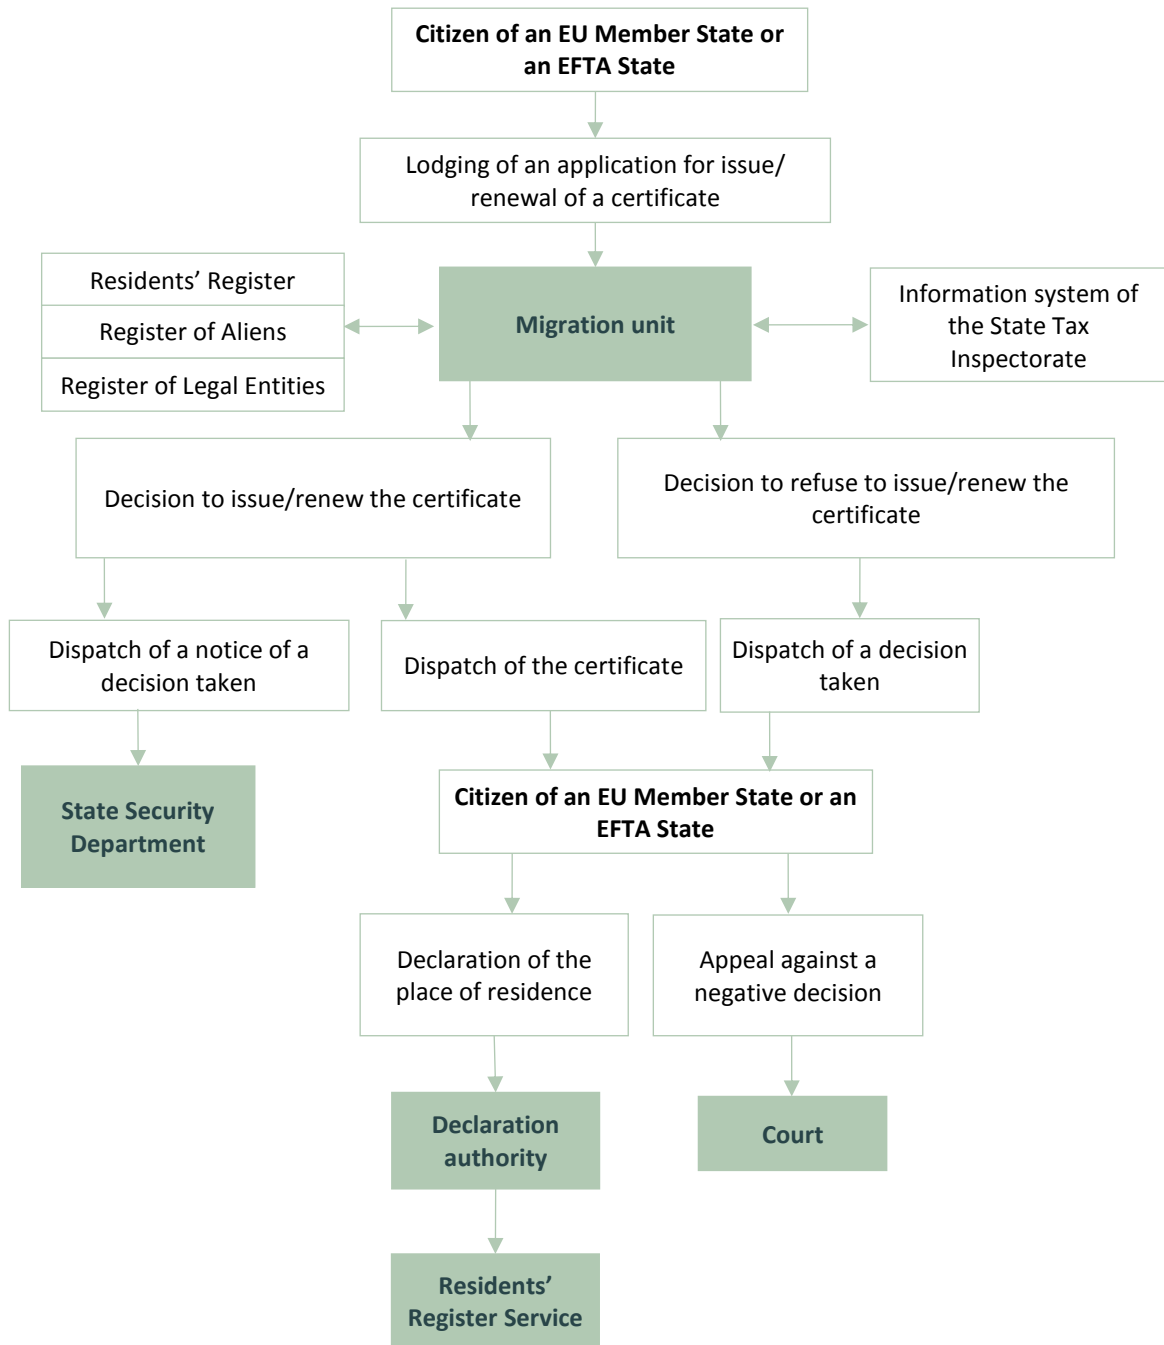 Citizen of an EU Member State or
an EFTA State
Lodging of an application for issue/
renewal of a certificate
Residents’ Register
Register of Aliens
Register of Legal Entities
Migration unit
Information system of
the State Tax
Inspectorate
Decision to issue/renew the certificate
Decision to refuse to issue/renew the
certificate
Dispatch of a notice of a
decision taken
Dispatch of the certificate
Dispatch of a decision
taken
State Security
Department
Citizen of an EU Member State or an
EFTA State
Declaration of the
place of residence
Appeal against a
negative decision
Declaration
authority
Court
Residents’
Register Service